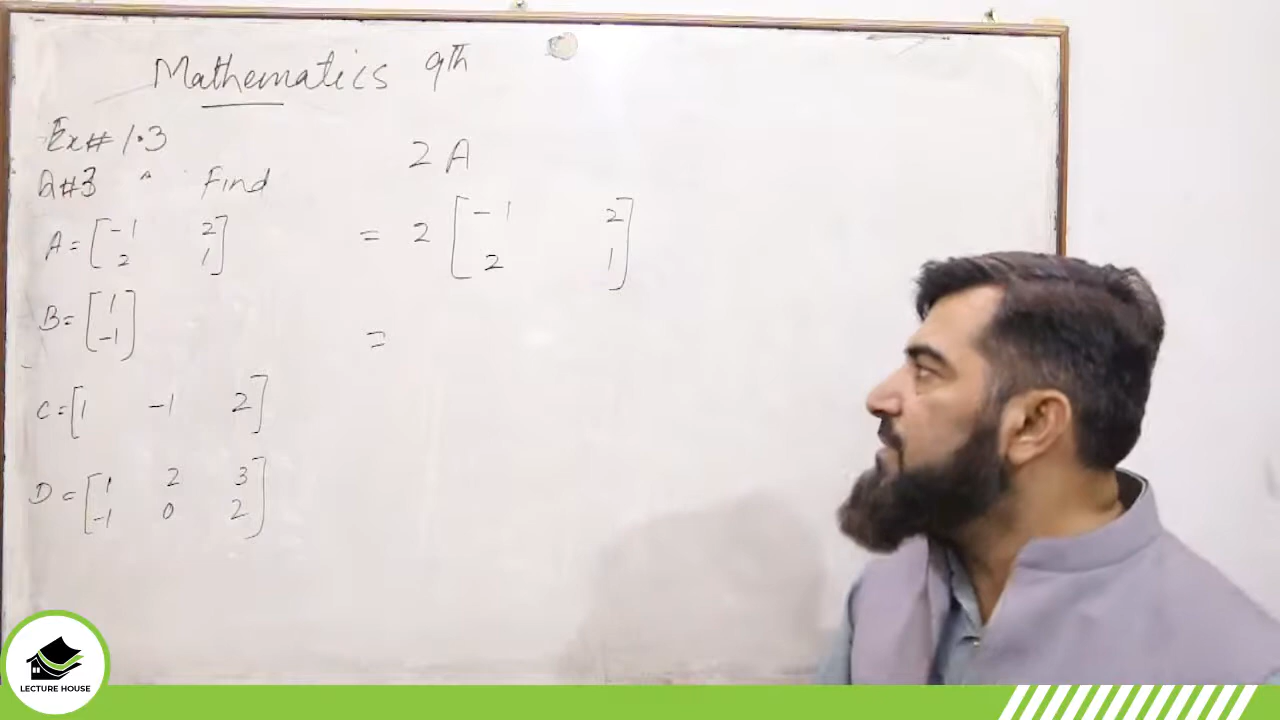 Mathematics 9th
Ex# 1.3
Q#3 Find
A = [-1 2
2 1]
B = [1
-1]
C = [1 -1 2]
D = [1 2 3
-1 0 2]
2 A
= 2 [-1 2
2 1]
=
LECTURE HOUSE